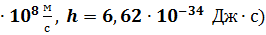 · 10⁸ м/с, h = 6,62 · 10⁻³⁴ Дж · с)